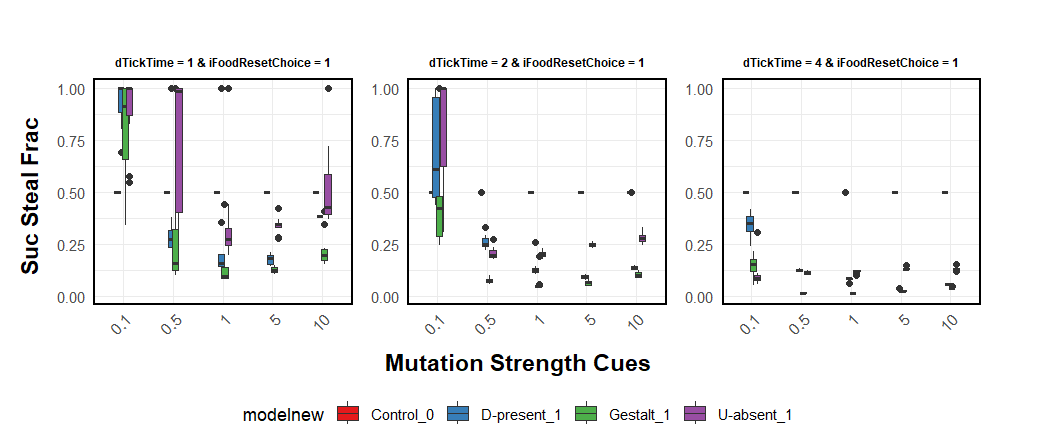 dTickTime = 1 & iFoodResetChoice = 1
dTickTime = 2 & iFoodResetChoice = 1
dTickTime = 4 & iFoodResetChoice = 1
Suc Steal Frac
1.00
0.75
0.50
0.25
0.00
1.00
0.75
0.50
0.25
0.00
1.00
0.75
0.50
0.25
0.00
0.1 0.5 1 5 10
0.1 0.5 1 5 10
0.1 0.5 1 5 10
Mutation Strength Cues
modelnew Control_0 D-present_1 Gestalt_1 U-absent_1